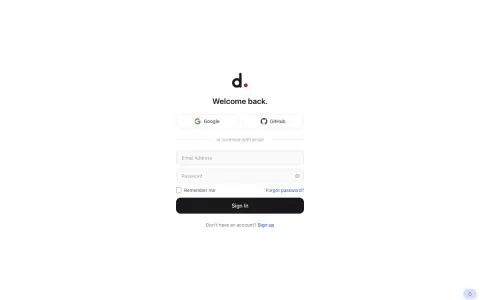 d.
Welcome back.
Google
GitHub
or continue with email
Email Address
Password
Remember me
Forgot password?
Sign In
Don't have an account? Sign up